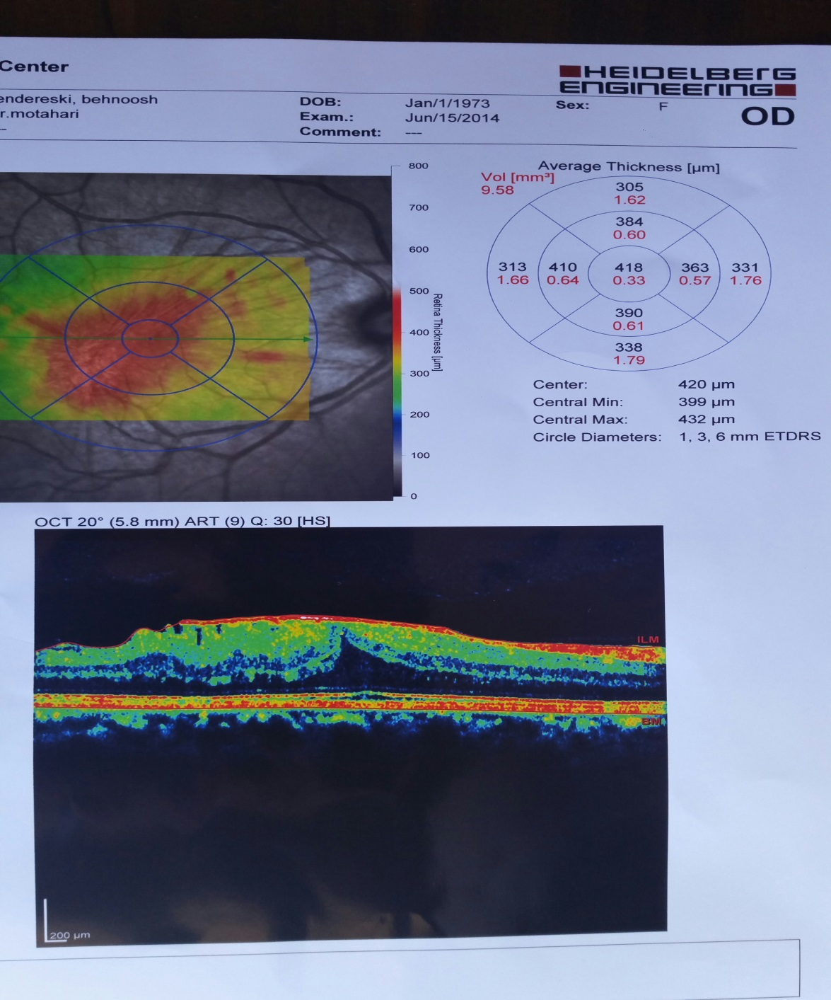 Center
HEIDELBERG
ENGINEERING
endereski, behnoosh
r.motahari
--
DOB: Jan/1/1973
Exam.: Jun/15/2014
Comment: ---
Sex: F
OD
800
700
600
500
400
300
200
100
0
Retina Thickness [µm]
Average Thickness [µm]
Vol [mm³]
9.58
305
1.62
384
0.60
313
1.66
410
0.64
418
0.33
363
0.57
331
1.76
390
0.61
338
1.79
Center: 420 µm
Central Min: 399 µm
Central Max: 432 µm
Circle Diameters: 1, 3, 6 mm ETDRS
OCT 20° (5.8 mm) ART (9) Q: 30 [HS]
ILM
BM
200 µm